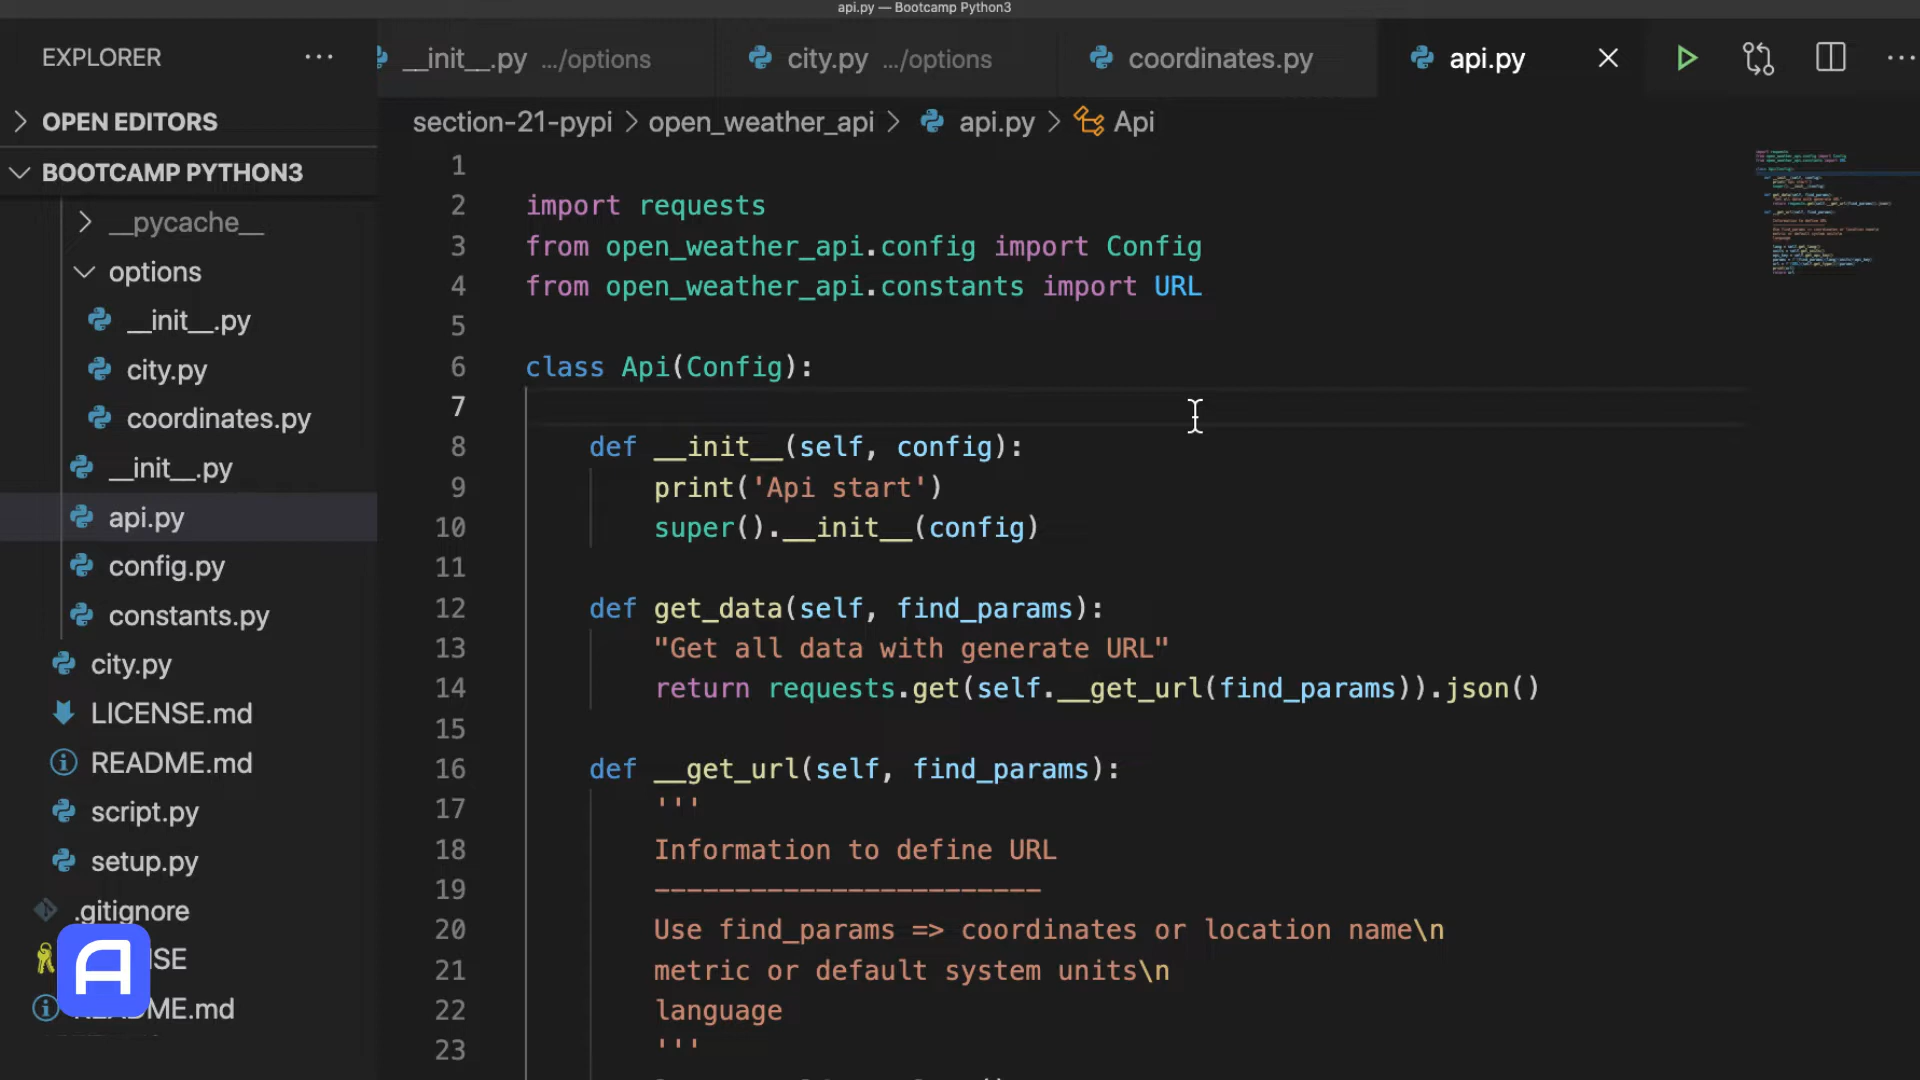 api.py — Bootcamp Python3
EXPLORER
OPEN EDITORS
BOOTCAMP PYTHON3
__pycache__
options
__init__.py
city.py
coordinates.py
__init__.py
api.py
config.py
constants.py
city.py
LICENSE.md
README.md
script.py
setup.py
.gitignore
__init__.py .../options
city.py .../options
coordinates.py
api.py
section-21-pypi > open_weather_api > api.py > Api
1
2 import requests
3 from open_weather_api.config import Config
4 from open_weather_api.constants import URL
5
6 class Api(Config):
7
8 def __init__(self, config):
9 print('Api start')
10 super().__init__(config)
11
12 def get_data(self, find_params):
13 "Get all data with generate URL"
14 return requests.get(self.__get_url(find_params)).json()
15
16 def __get_url(self, find_params):
17 '''
18 Information to define URL
19 ------------------------
20 Use find_params => coordinates or location name\n
21 metric or default system units\n
22 language
23 '''